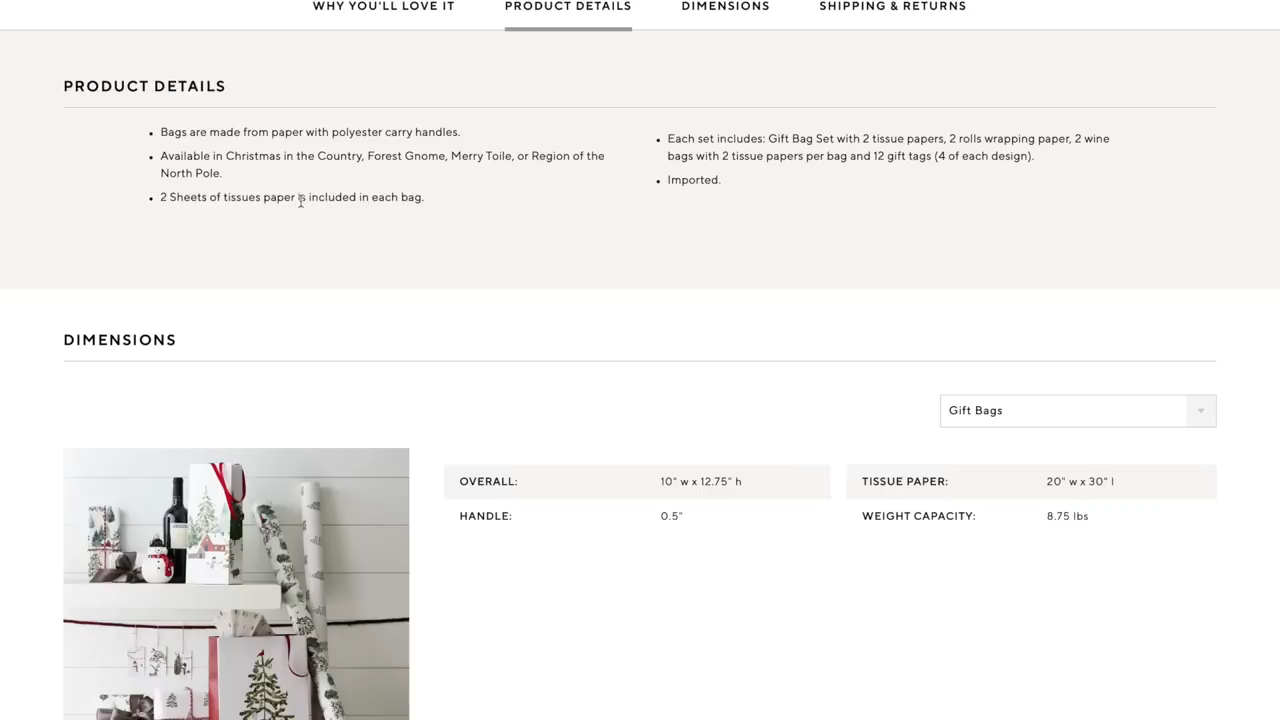 WHY YOU'LL LOVE IT PRODUCT DETAILS DIMENSIONS SHIPPING & RETURNS
PRODUCT DETAILS
• Bags are made from paper with polyester carry handles.
• Available in Christmas in the Country, Forest Gnome, Merry Toile, or Region of the
North Pole.
• 2 Sheets of tissues paper is included in each bag.
• Each set includes: Gift Bag Set with 2 tissue papers, 2 rolls wrapping paper, 2 wine
bags with 2 tissue papers per bag and 12 gift tags (4 of each design).
• Imported.
DIMENSIONS
Gift Bags
OVERALL: 10" w x 12.75" h
HANDLE: 0.5"
TISSUE PAPER: 20" w x 30" l
WEIGHT CAPACITY: 8.75 lbs